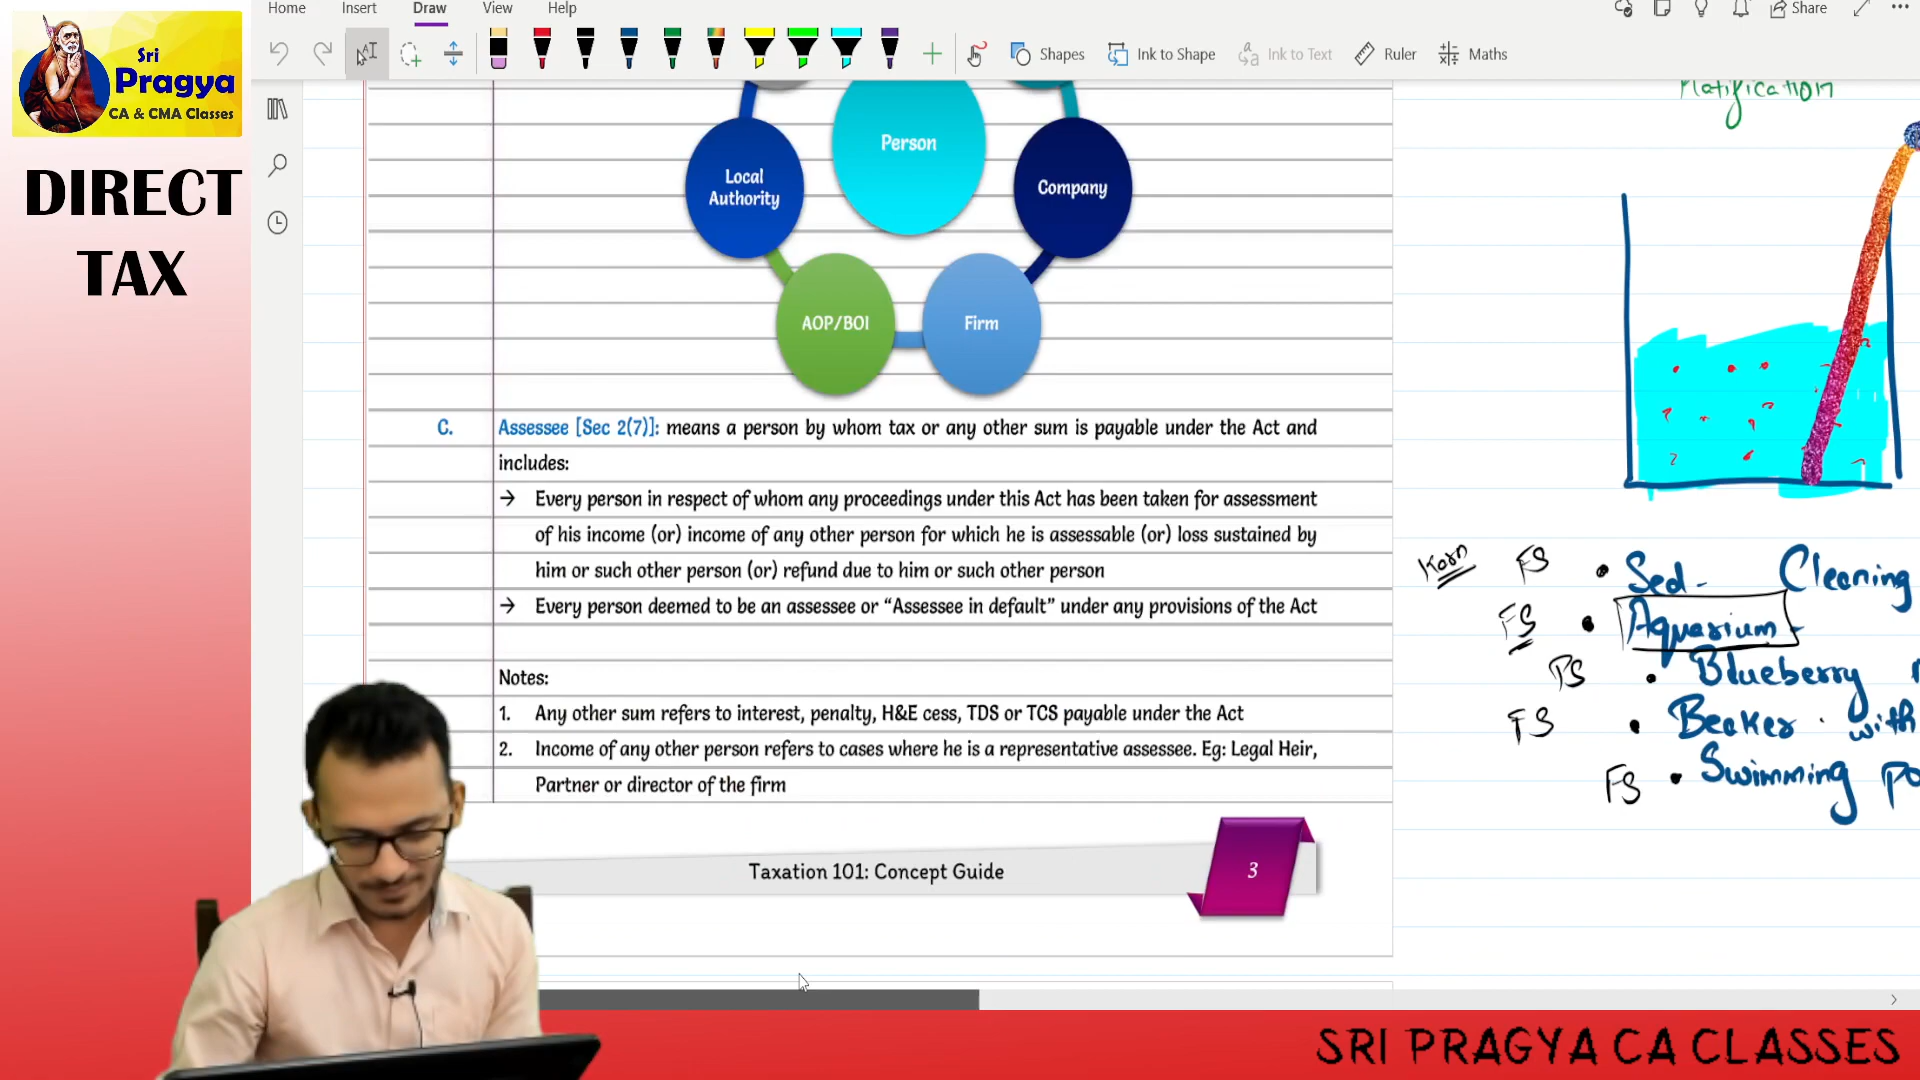 Home Insert Draw View Help
Share
Shapes Ink to Shape Ink to Text Ruler Maths
Sri
Pragya
CA & CMA Classes
DIRECT
TAX
Person
Local
Authority
Company
AOP/BOI
Firm
C. Assessee [Sec 2(7)]: means a person by whom tax or any other sum is payable under the Act and
includes:
→ Every person in respect of whom any proceedings under this Act has been taken for assessment
of his income (or) income of any other person for which he is assessable (or) loss sustained by
him or such other person (or) refund due to him or such other person
→ Every person deemed to be an assessee or “Assessee in default” under any provisions of the Act
Notes:
1. Any other sum refers to interest, penalty, H&E cess, TDS or TCS payable under the Act
2. Income of any other person refers to cases where he is a representative assessee. Eg: Legal Heir,
Partner or director of the firm
Taxation 101: Concept Guide
3
FS • Sed- Cleaning
FS • Aquarium-
PS • Blueberry
FS • Beaker with
FS • Swimming Po
SRI PRAGYA CA CLASSES